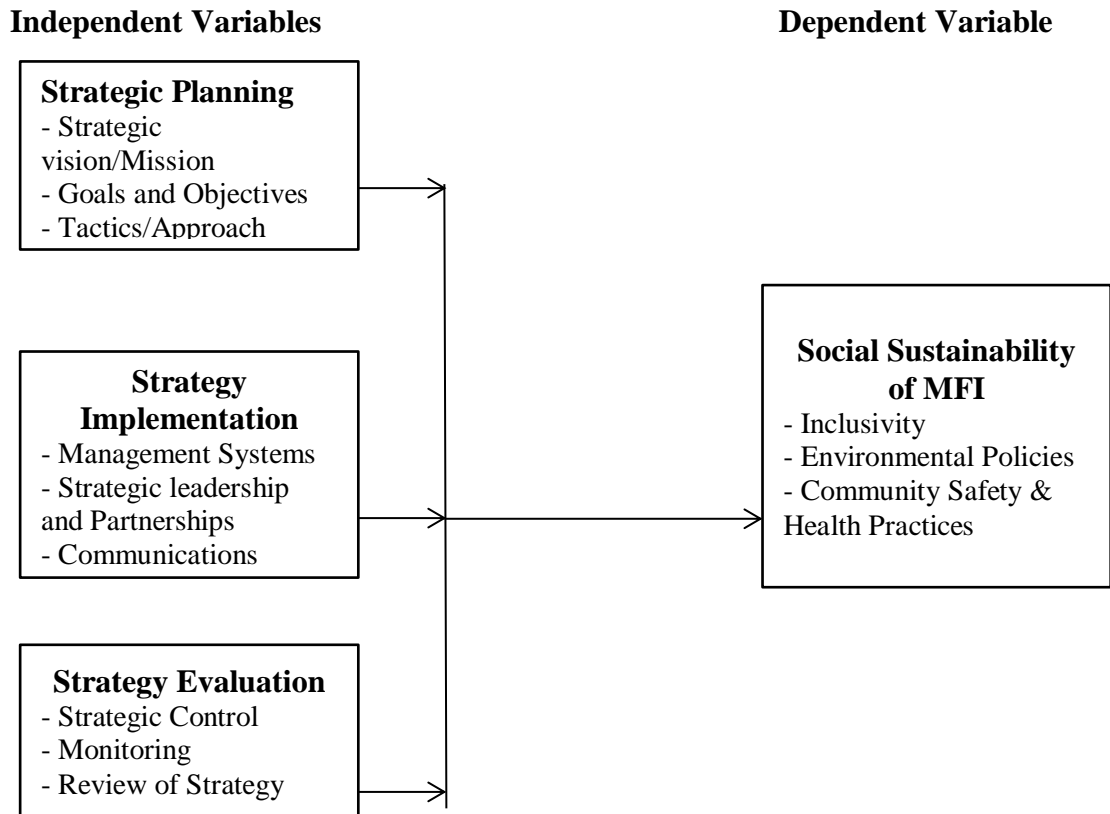 Independent Variables
Dependent Variable
Strategic Planning
- Strategic
vision/Mission
- Goals and Objectives
- Tactics/Approach
Strategy
Implementation
- Management Systems
- Strategic leadership
and Partnerships
- Communications
Strategy Evaluation
- Strategic Control
- Monitoring
- Review of Strategy
Social Sustainability
of MFI
- Inclusivity
- Environmental Policies
- Community Safety &
Health Practices